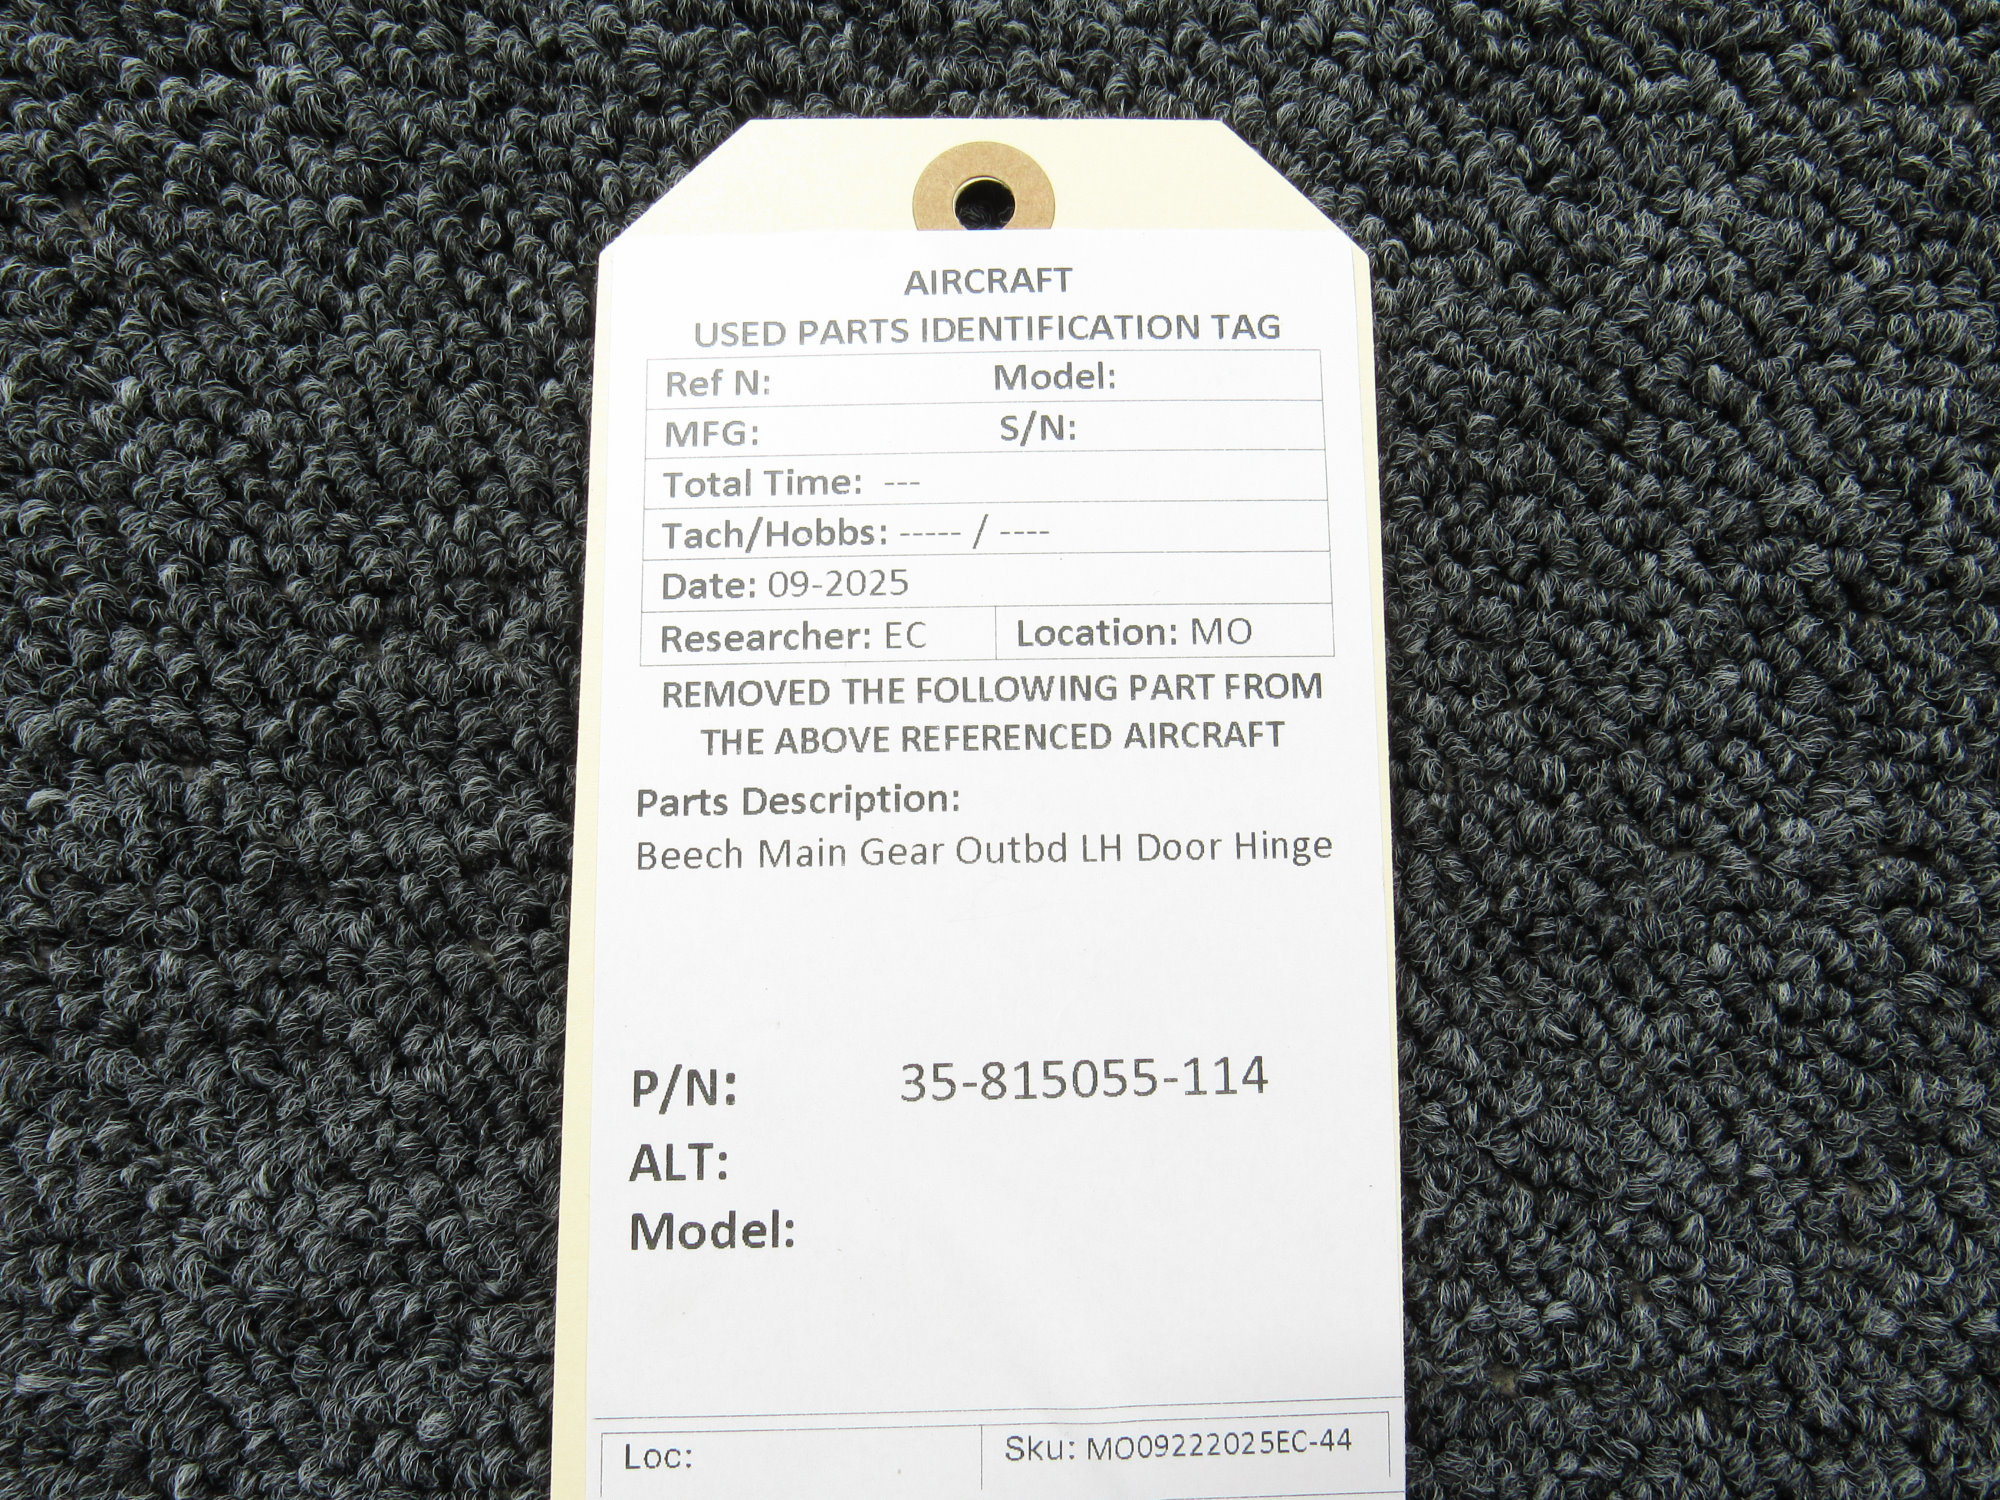 AIRCRAFT
USED PARTS IDENTIFICATION TAG
Ref N: Model:
MFG: S/N:
Total Time: ---
Tach/Hobbs: ----- / ----
Date: 09-2025
Researcher: EC Location: MO
REMOVED THE FOLLOWING PART FROM
THE ABOVE REFERENCED AIRCRAFT
Parts Description:
Beech Main Gear Outbd LH Door Hinge
P/N: 35-815055-114
ALT:
Model:
Loc: Sku: MO09222025EC-44